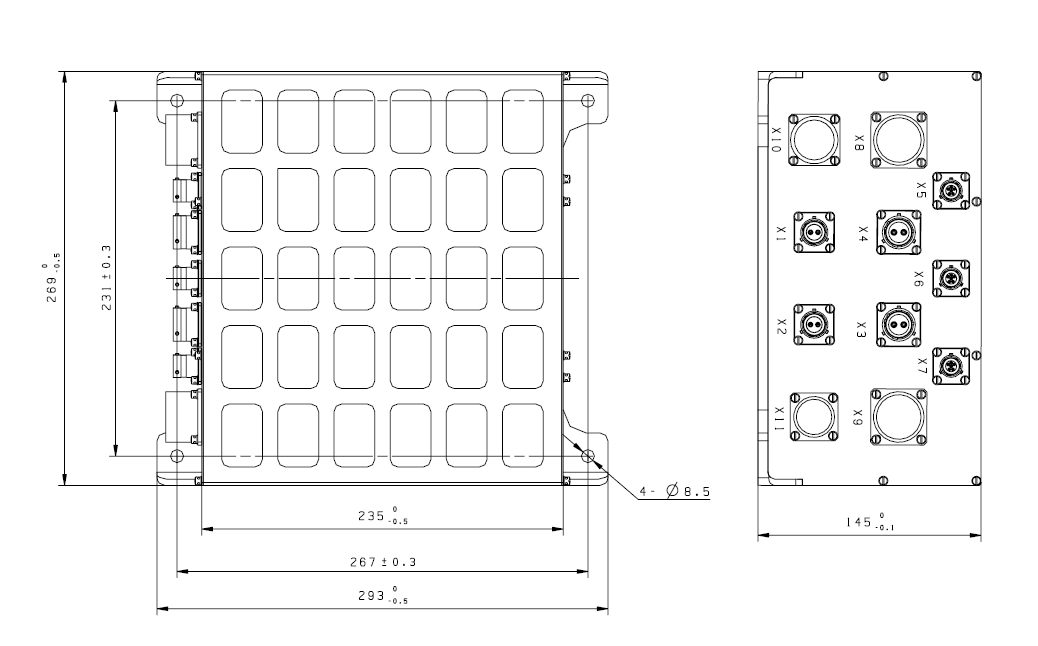 269 0 -0.5
231±0.3
235 0 -0.5
267±0.3
293 0 -0.5
4- Ø8.5
X10
X8
X5
X1
X4
X6
X2
X3
X7
X11
X9
145 0 -0.1